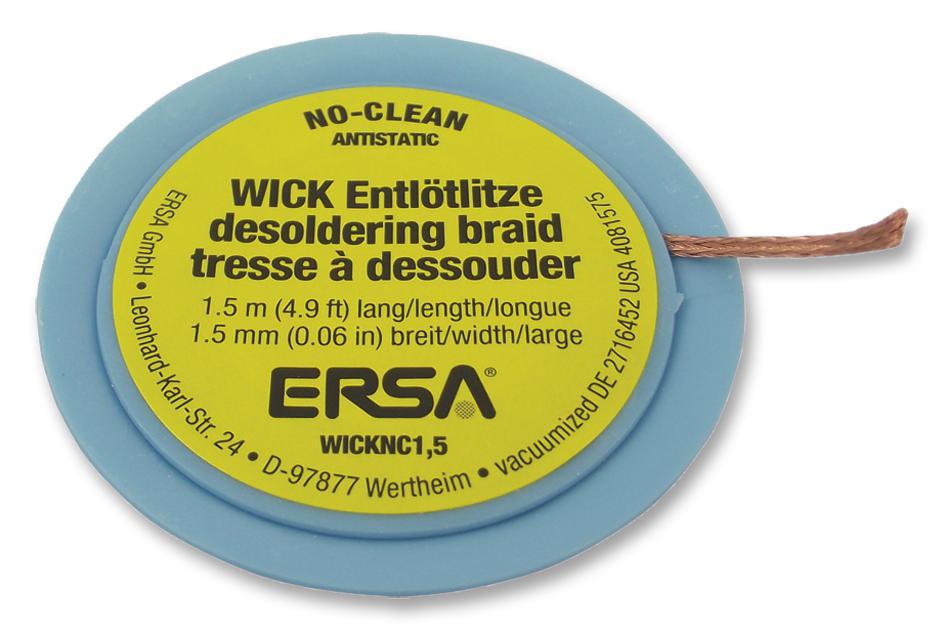 NO-CLEAN
ANTISTATIC
WICK Entlötlitze
desoldering braid
tresse à dessouder
1.5 m (4.9 ft) lang/length/longue
1.5 mm (0.06 in) breit/width/large
ERSA®
WICKNC1,5
ERSA GmbH • Leonhard-Karl-Str. 24 • D-97877 Wertheim • vacuumized DE 2716452 USA 4081575